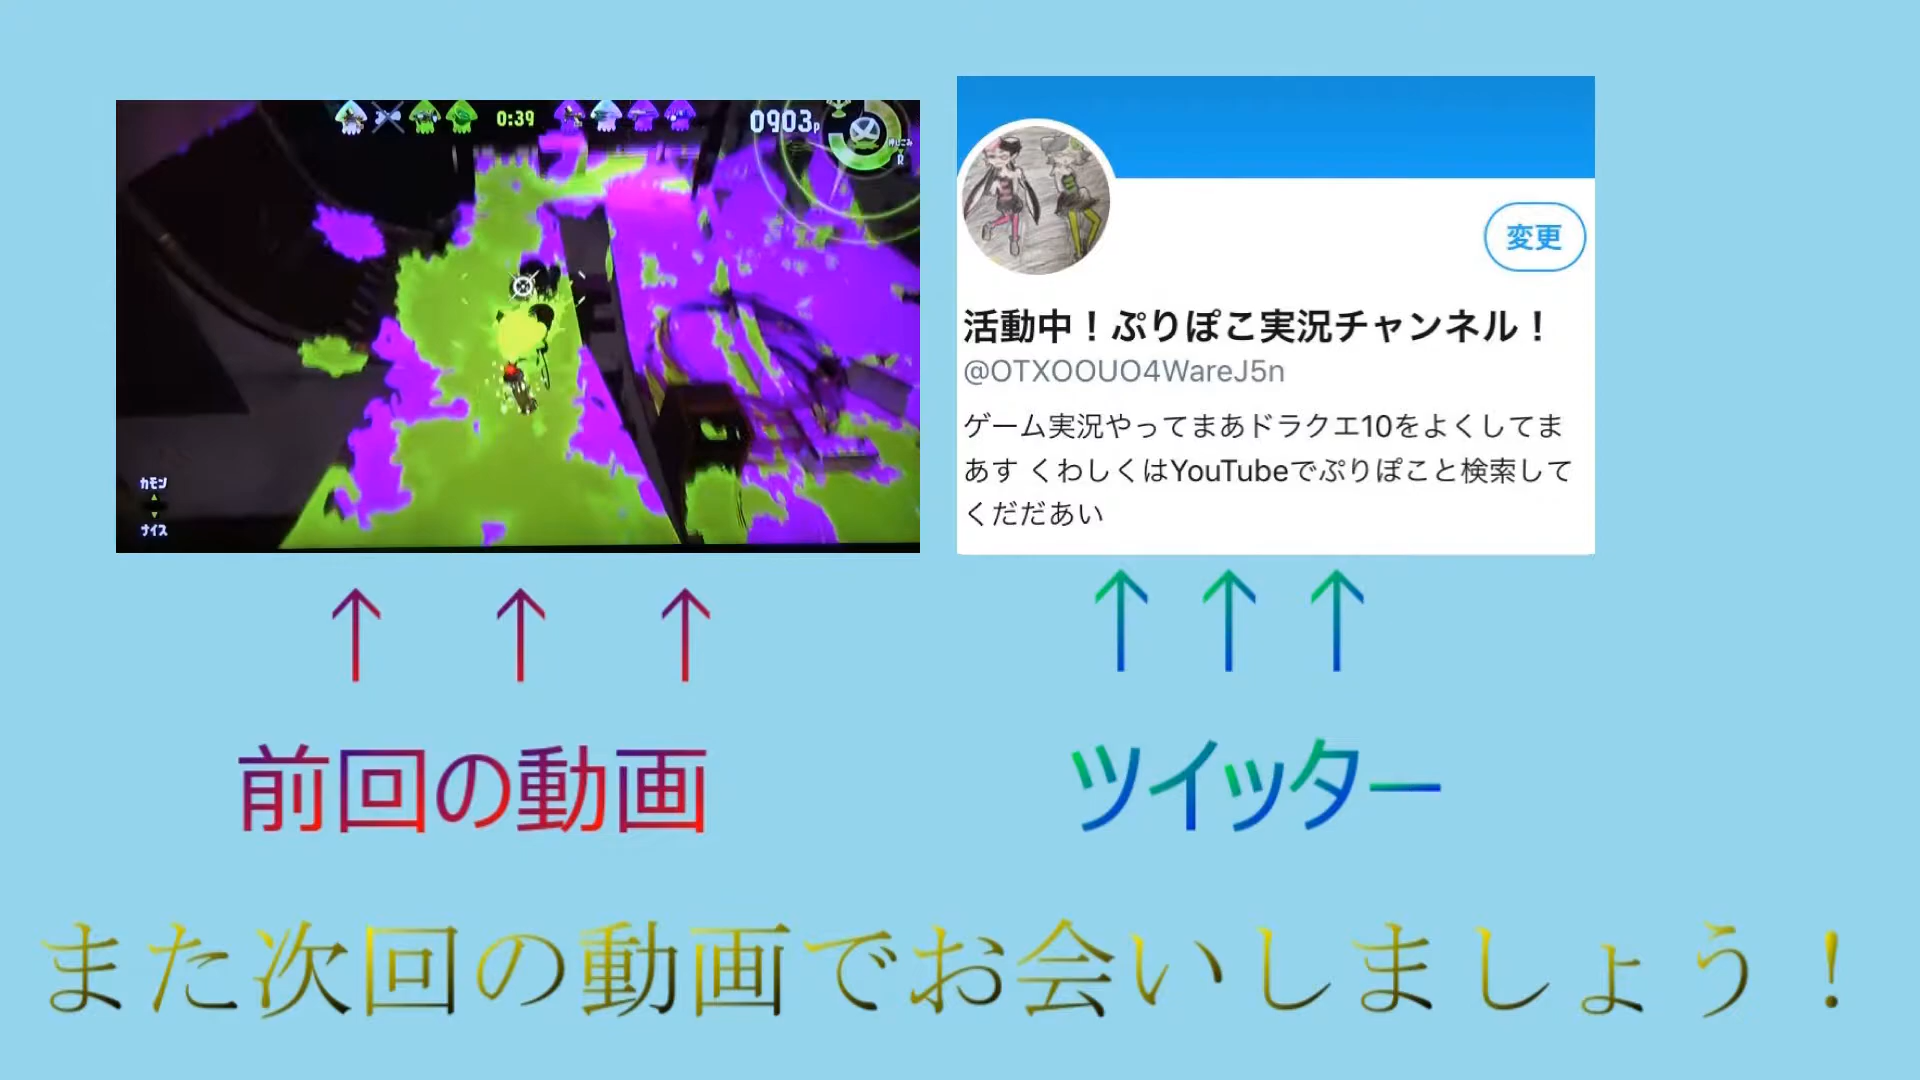 0:39
0903p
R
カモン
ナイス
変更
活動中！ぷりぽこ実況チャンネル！
@OTXOOUO4WareJ5n
ゲーム実況やってまあドラクエ10をよくしてま
あす くわしくはYouTubeでぷりぽこと検索して
くだだあい
↑ ↑ ↑
↑ ↑ ↑
前回の動画
ツイッター
また次回の動画でお会いしましょう！